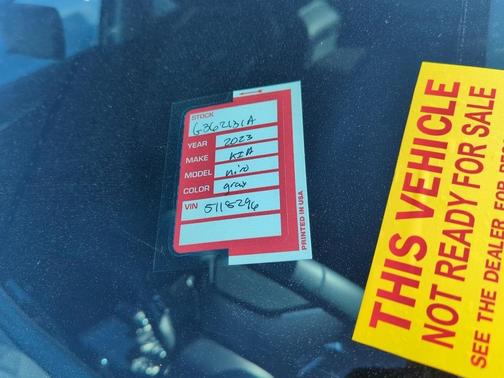 STOCK
G362131A
YEAR 2023
MAKE KIA
MODEL niro
COLOR gray
VIN 5118296
PRINTED IN USA
THIS VEHICLE
NOT READY FOR SALE
SEE THE DEALER FOR